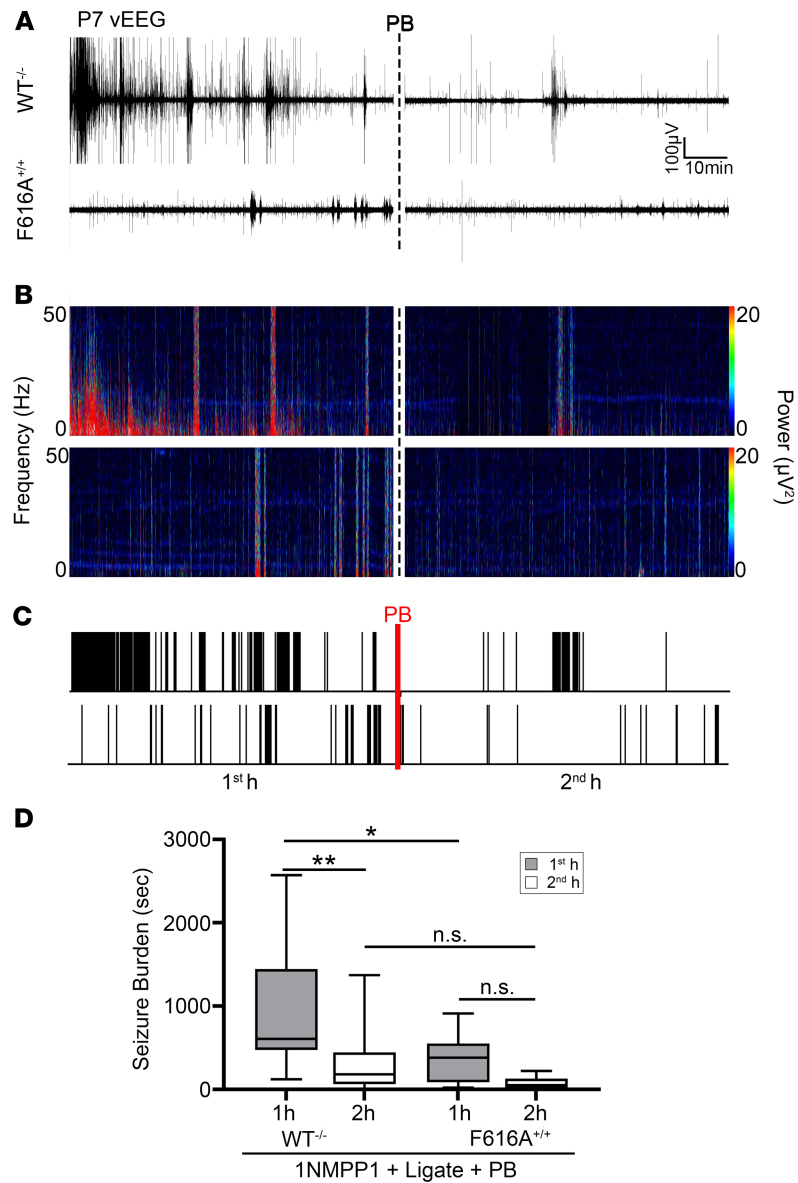 A
P7 vEEG
PB
WT-/-
F616A+/+
100μV
10min
B
50
0
50
0
Frequency (Hz)
20
0
20
0
Power (μV²)
C
PB
1st h
2nd h
D
3000
2000
1000
0
Seizure Burden (sec)
*
**
n.s.
n.s.
1st h
2nd h
1h 2h 1h 2h
WT-/- F616A+/+
1NMPP1 + Ligate + PB